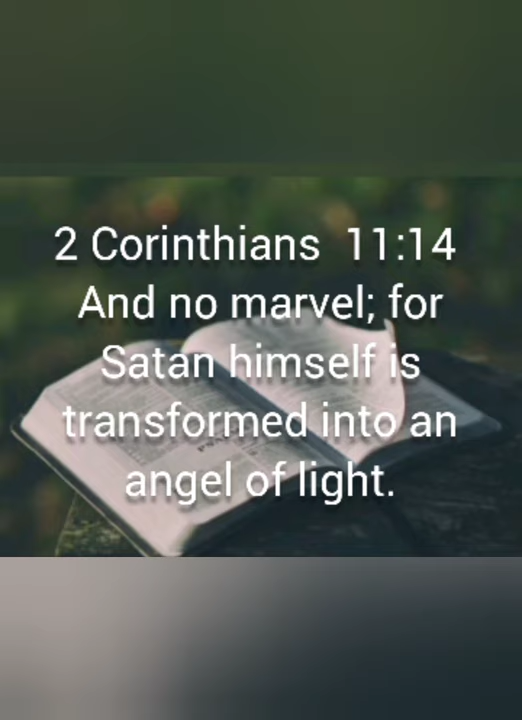 2 Corinthians 11:14
And no marvel; for
Satan himself is
transformed into an
angel of light.